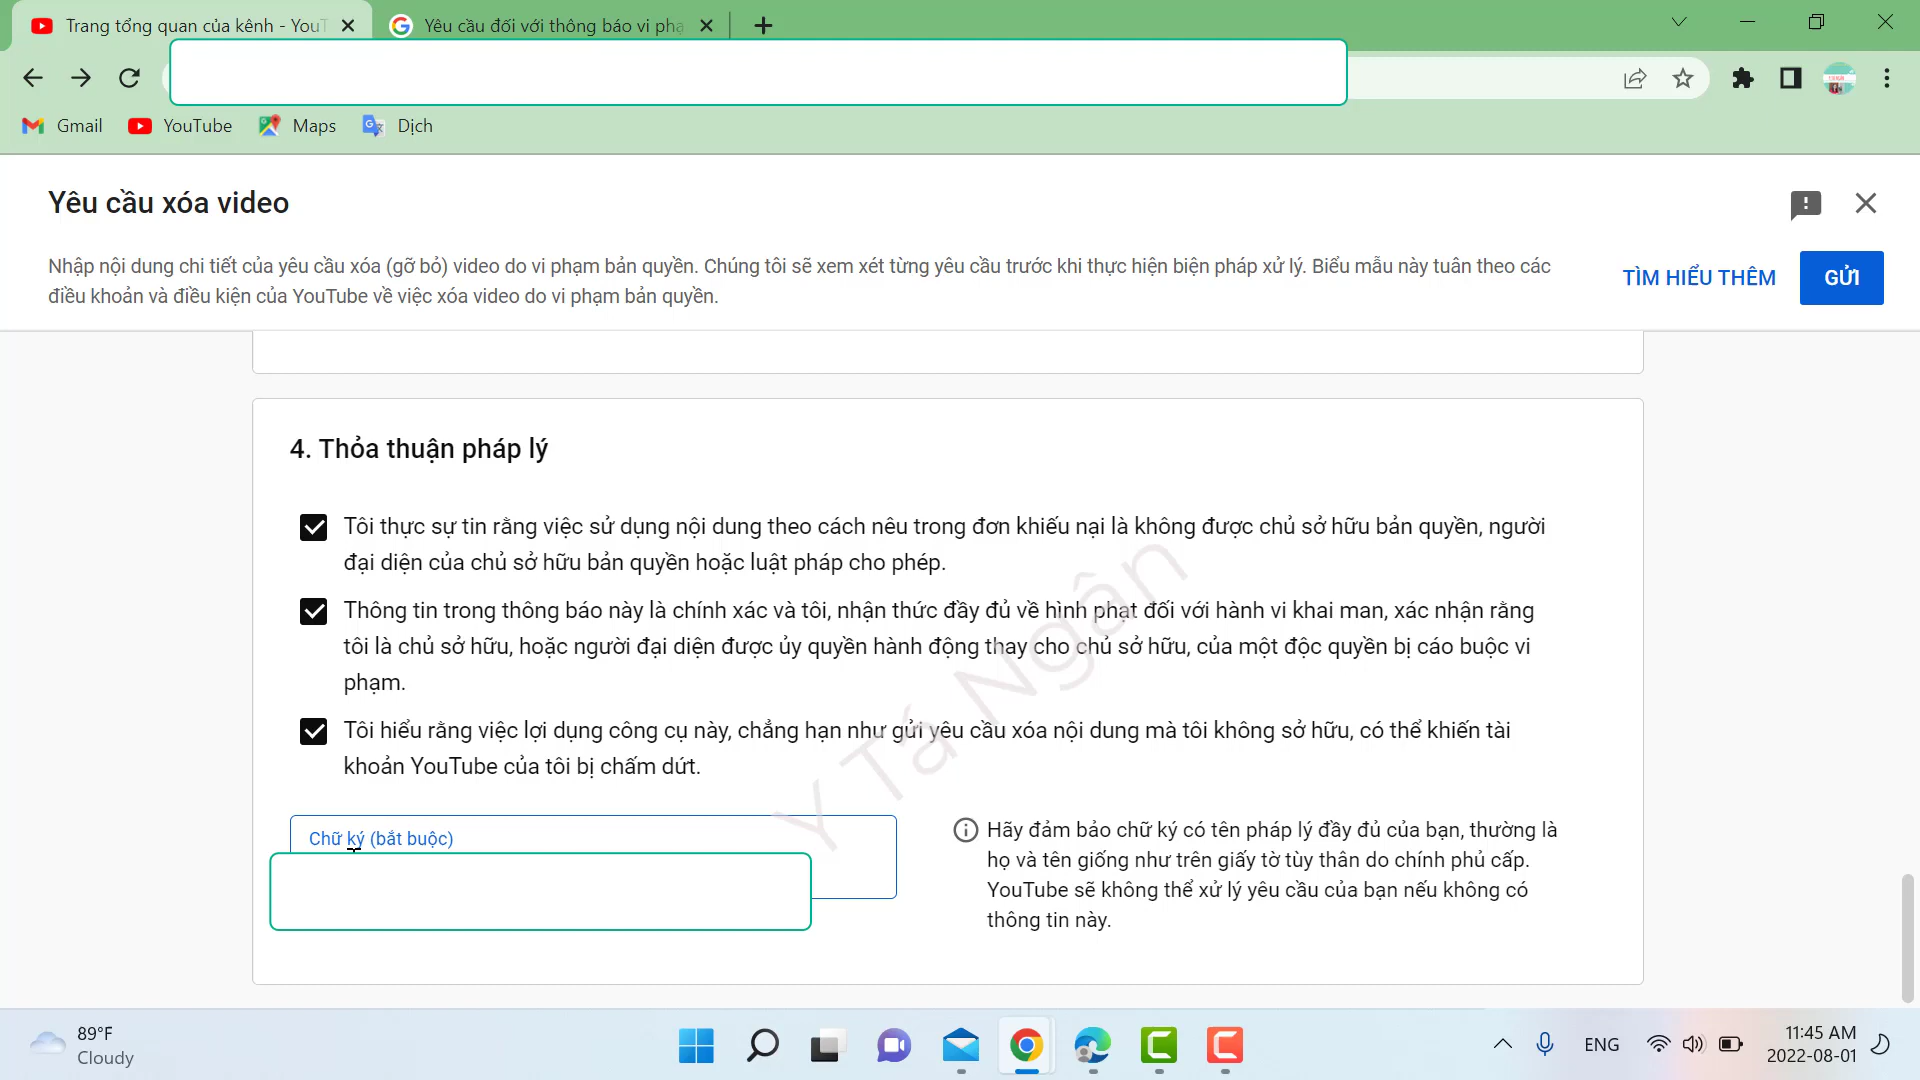 Trang tổng quan của kênh - YouT
Yêu cầu đối với thông báo vi phạ
Gmail
YouTube
Maps
Dịch
Yêu cầu xóa video
Nhập nội dung chi tiết của yêu cầu xóa (gỡ bỏ) video do vi phạm bản quyền. Chúng tôi sẽ xem xét từng yêu cầu trước khi thực hiện biện pháp xử lý. Biểu mẫu này tuân theo các
điều khoản và điều kiện của YouTube về việc xóa video do vi phạm bản quyền.
TÌM HIỂU THÊM
GỬI
4. Thỏa thuận pháp lý
Tôi thực sự tin rằng việc sử dụng nội dung theo cách nêu trong đơn khiếu nại là không được chủ sở hữu bản quyền, người
đại diện của chủ sở hữu bản quyền hoặc luật pháp cho phép.
Thông tin trong thông báo này là chính xác và tôi, nhận thức đầy đủ về hình phạt đối với hành vi khai man, xác nhận rằng
tôi là chủ sở hữu, hoặc người đại diện được ủy quyền hành động thay cho chủ sở hữu, của một độc quyền bị cáo buộc vi
phạm.
Tôi hiểu rằng việc lợi dụng công cụ này, chẳng hạn như gửi yêu cầu xóa nội dung mà tôi không sở hữu, có thể khiến tài
khoản YouTube của tôi bị chấm dứt.
Y Tá Ngân
Chữ ký (bắt buộc)
Hãy đảm bảo chữ ký có tên pháp lý đầy đủ của bạn, thường là
họ và tên giống như trên giấy tờ tùy thân do chính phủ cấp.
YouTube sẽ không thể xử lý yêu cầu của bạn nếu không có
thông tin này.
89°F
Cloudy
ENG
11:45 AM
2022-08-01